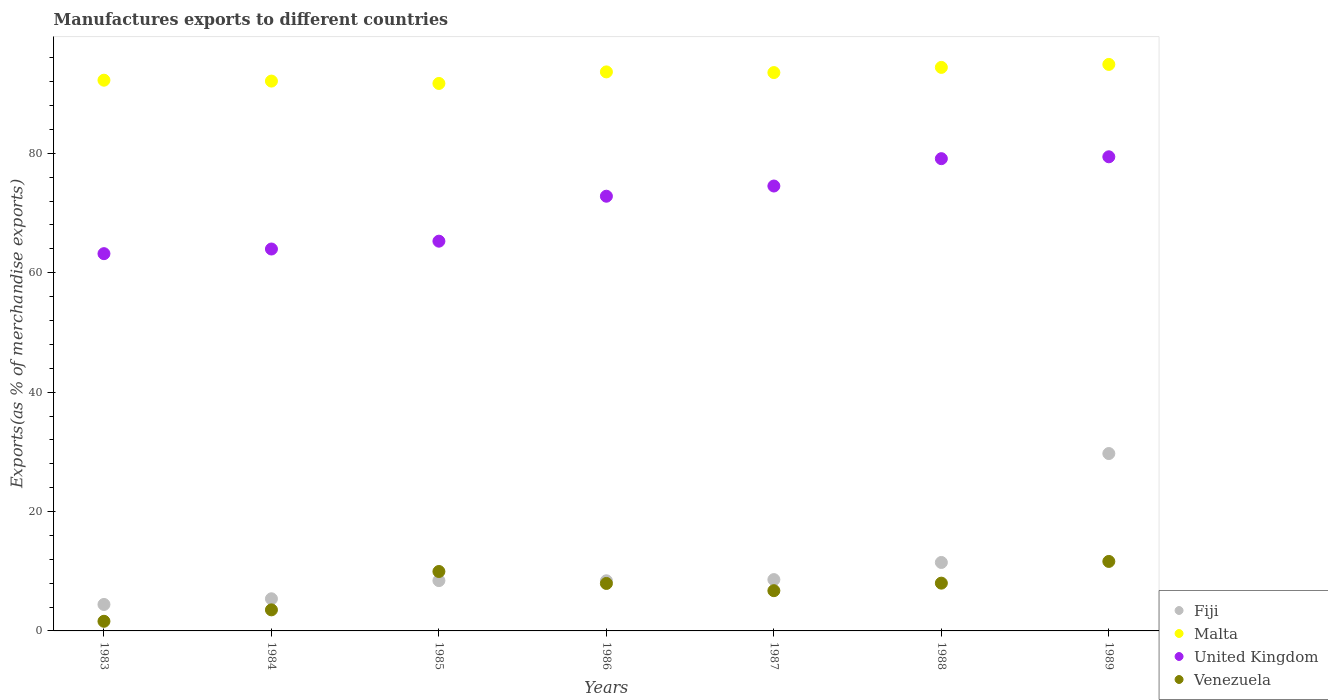 Manufactures exports to different countries
Exports(as % of merchandise exports)
80
60
40
20
0
1983
1984
1985
1986
1987
1988
1989
Years
Fiji
Malta
United Kingdom
Venezuela